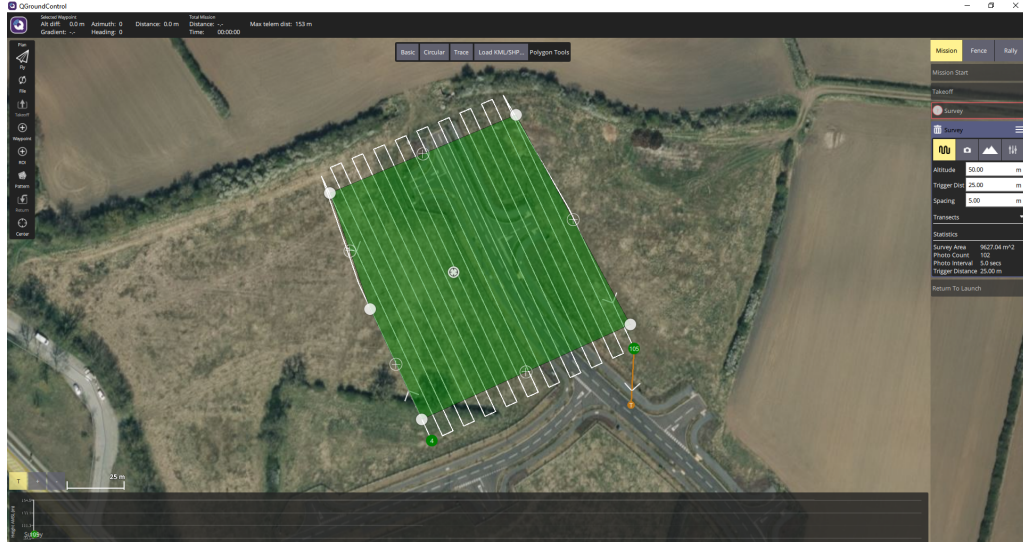 QGroundControl
Selected Waypoint
Alt diff: 0.0 m Azimuth: 0 Distance: 0.0 m
Gradient: -.- Heading: 0
Total Mission
Distance: -.-
Time: 00:00:00
Max telem dist: 153 m
Plan
Fly
File
Takeoff
Waypoint
ROI
Pattern
Return
Center
Basic Circular Trace Load KML/SHP... Polygon Tools
Mission Fence Rally
Mission Start
Takeoff
Survey
Survey
Altitude 50.00 m
Trigger Dist 25.00 m
Spacing 5.00 m
Transects
Statistics
Survey Area 9627.04 m^2
Photo Count 102
Photo Interval 5.0 secs
Trigger Distance 25.00 m
Return To Launch
105
4
T
25 m